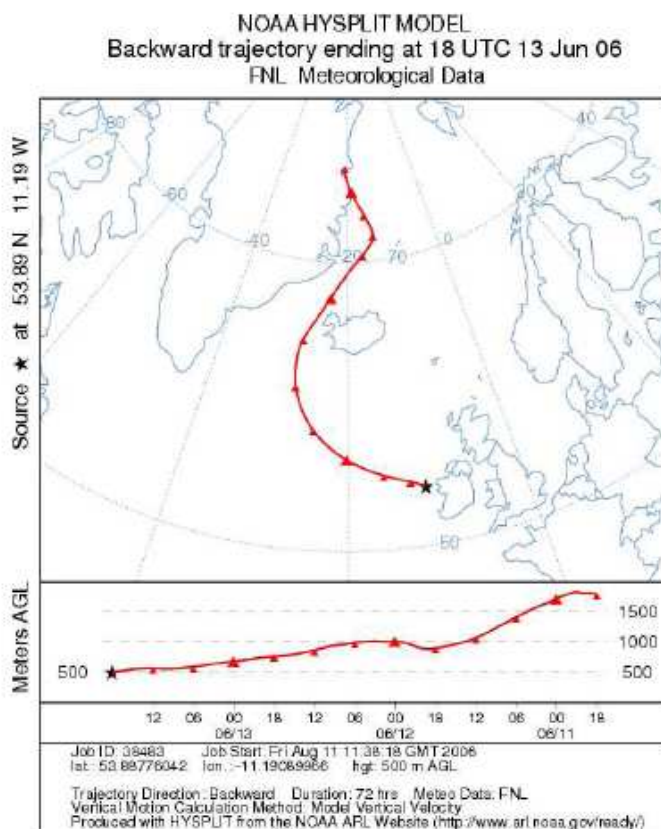 NOAA HYSPLIT MODEL
Backward trajectory ending at 18 UTC 13 Jun 06
FNL Meteorological Data
Source ★ at 53.89 N 11.19 W
-80
-60
-40
-20
70
0
20
40
50
Meters AGL
500
1500
1000
500
12 06 00 18 12 06 00 18 12 06 00 18
06/13 06/12 06/11
Job ID: 38483 Job Start: Fri Aug 11 11:38:18 GMT 2006
lat.: 53.88776042 lon.: -11.19089966 hgt: 500 m AGL
Trajectory Direction: Backward Duration: 72 hrs Meteo Data: FNL
Vertical Motion Calculation Method: Model Vertical Velocity
Produced with HYSPLIT from the NOAA ARL Website (http://www.arl.noaa.gov/ready/)